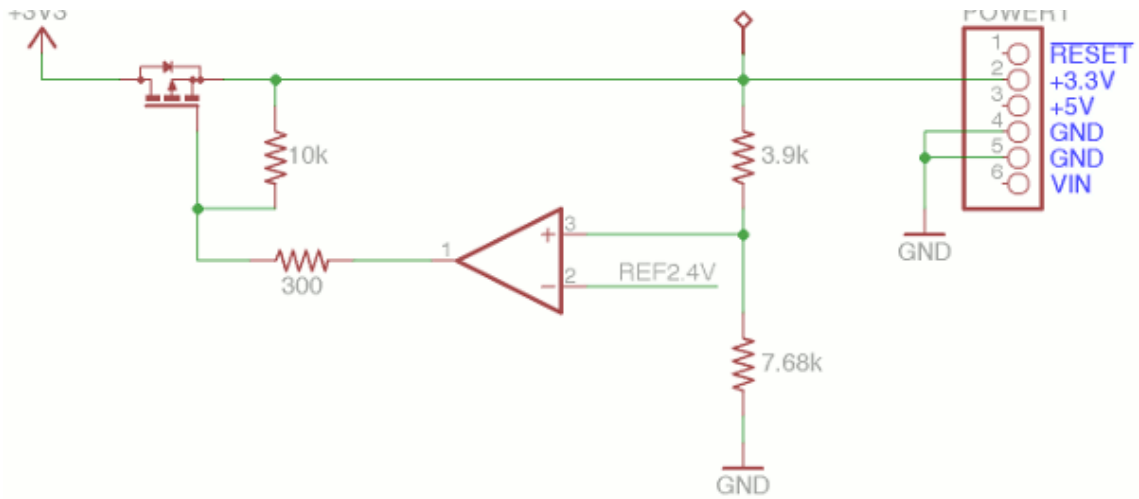 +3V3
POWER1
1 RESET
2 +3.3V
3 +5V
4 GND
5 GND
6 VIN
10k
3.9k
+ 3
1
REF2.4V
− 2
300
GND
7.68k
GND